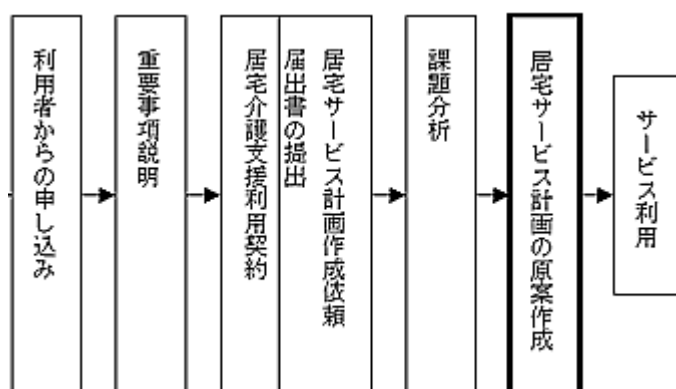 利用者からの申し込み
重要事項説明
居宅介護支援利用契約
居宅サービス計画作成依頼
届出書の提出
課題分析
居宅サービス計画の原案作成
サービス利用